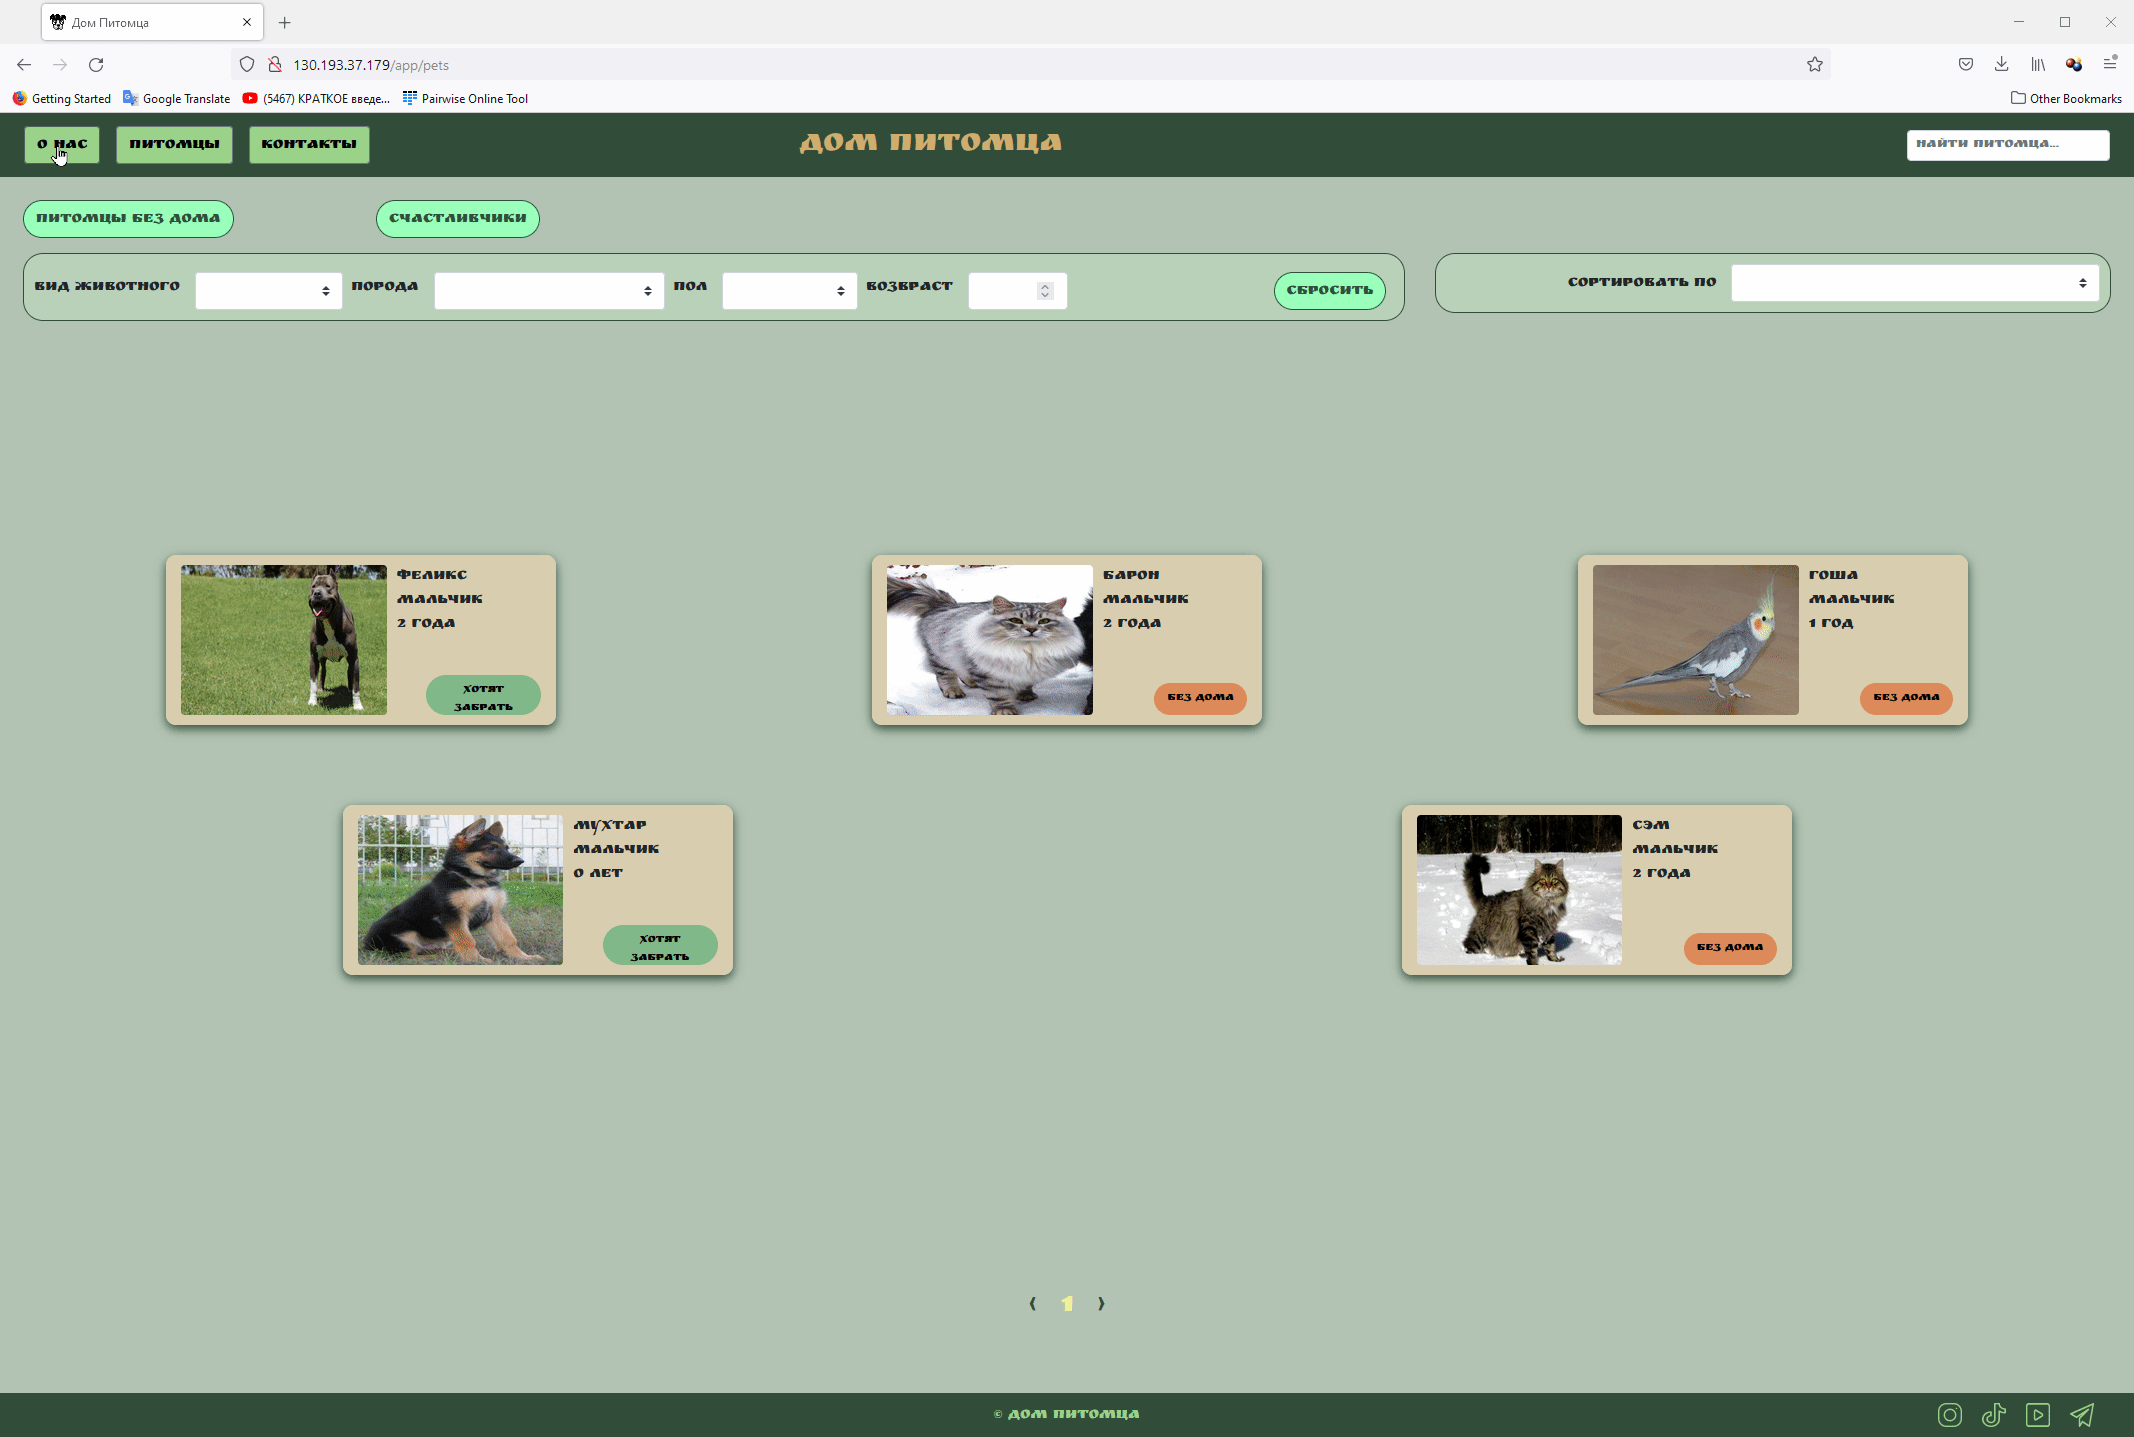 Дом Питомца
130.193.37.179/app/pets
Getting Started
Google Translate
(5467) КРАТКОЕ введе...
Pairwise Online Tool
Other Bookmarks
О НАС
ПИТОМЦЫ
КОНТАКТЫ
ДОМ ПИТОМЦА
НАЙТИ ПИТОМЦА...
ПИТОМЦЫ БЕЗ ДОМА
СЧАСТЛИВЧИКИ
ВИД ЖИВОТНОГО
ПОРОДА
ПОЛ
ВОЗВРАСТ
СБРОСИТЬ
СОРТИРОВАТЬ ПО
ФЕЛИКС
МАЛЬЧИК
2 ГОДА
ХОТЯТ
ЗАБРАТЬ
БАРОН
МАЛЬЧИК
2 ГОДА
БЕЗ ДОМА
ГОША
МАЛЬЧИК
1 ГОД
БЕЗ ДОМА
МУХТАР
МАЛЬЧИК
0 ЛЕТ
ХОТЯТ
ЗАБРАТЬ
СЭМ
МАЛЬЧИК
2 ГОДА
БЕЗ ДОМА
⟨ 1 ⟩
© ДОМ ПИТОМЦА